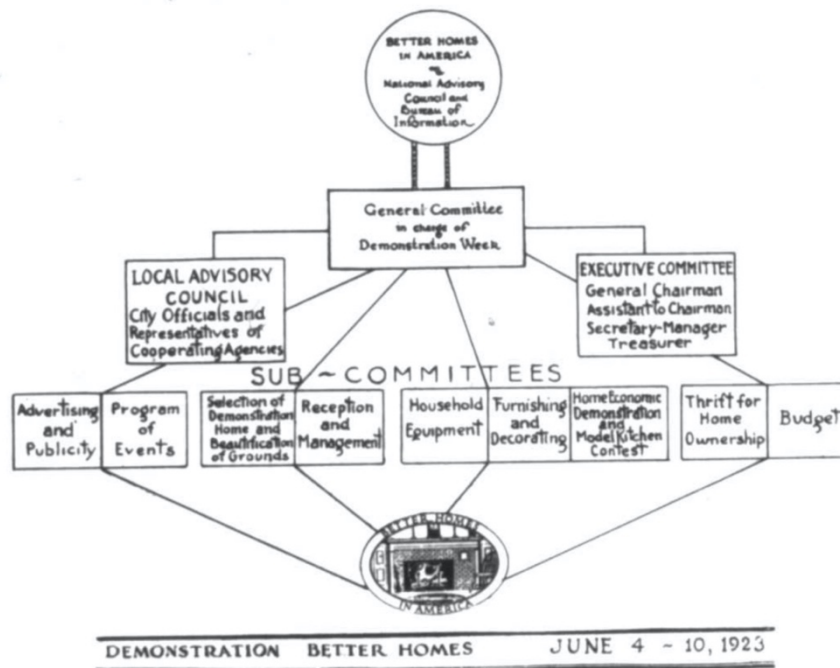 BETTER HOMES
IN AMERICA
National Advisory
Council and
Bureau of
Information
General Committee
in charge of
Demonstration Week
LOCAL ADVISORY
COUNCIL
City Officials and
Representatives of
Cooperating Agencies
EXECUTIVE COMMITTEE
General Chairman
Assistant to Chairman
Secretary-Manager
Treasurer
SUB~COMMITTEES
Advertising
and
Publicity
Program
of
Events
Selection of
Demonstration
Home and
Beautification
of Grounds
Reception
and
Management
Household
Equipment
Furnishing
and
Decorating
Home Economic
Demonstration
and
Model Kitchen
Contest
Thrift for
Home
Ownership
Budget
BETTER HOMES
IN AMERICA
DEMONSTRATION BETTER HOMES JUNE 4 - 10, 1923